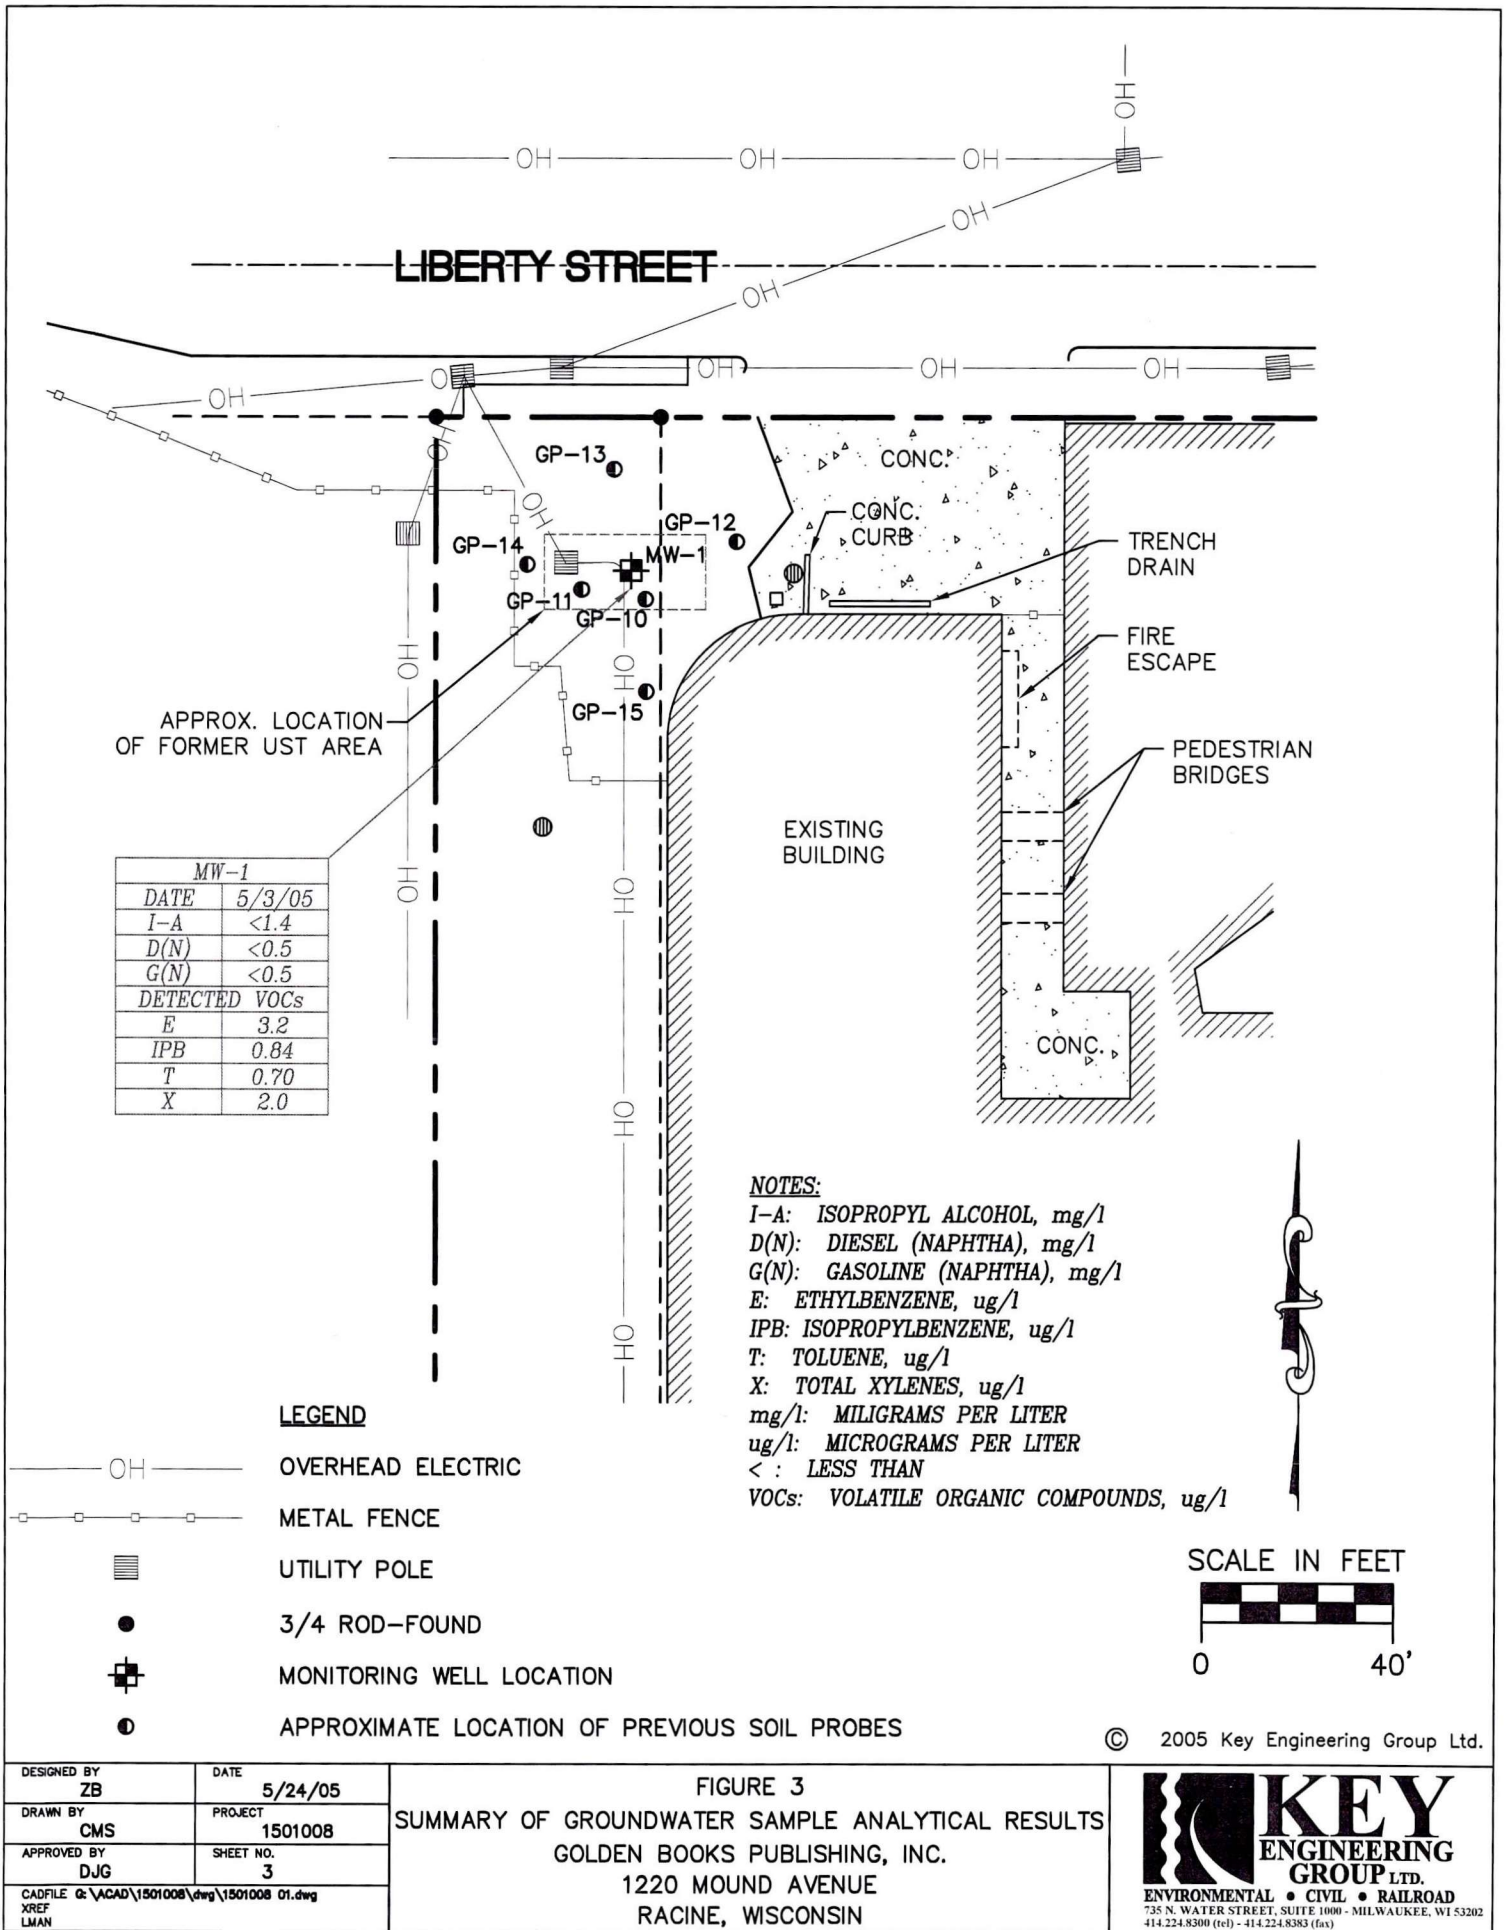 OH
OH OH OH
OH
LIBERTY STREET
OH
OH OH OH
OH O
OH
GP-13
CONC.
OH
GP-12
CONC.
CURB
GP-14
MW-1
TRENCH
DRAIN
GP-11
GP-10
FIRE
ESCAPE
OH
OH
GP-15
APPROX. LOCATION
OF FORMER UST AREA
PEDESTRIAN
BRIDGES
EXISTING
BUILDING
OH
OH
MW-1
DATE 5/3/05
I-A <1.4
D(N) <0.5
G(N) <0.5
DETECTED VOCs
E 3.2
IPB 0.84
T 0.70
X 2.0
CONC.
OH
OH
NOTES:
I-A: ISOPROPYL ALCOHOL, mg/l
D(N): DIESEL (NAPHTHA), mg/l
G(N): GASOLINE (NAPHTHA), mg/l
E: ETHYLBENZENE, ug/l
IPB: ISOPROPYLBENZENE, ug/l
T: TOLUENE, ug/l
X: TOTAL XYLENES, ug/l
mg/l: MILIGRAMS PER LITER
ug/l: MICROGRAMS PER LITER
< : LESS THAN
VOCs: VOLATILE ORGANIC COMPOUNDS, ug/l
LEGEND
OH OVERHEAD ELECTRIC
METAL FENCE
UTILITY POLE
3/4 ROD-FOUND
MONITORING WELL LOCATION
APPROXIMATE LOCATION OF PREVIOUS SOIL PROBES
SCALE IN FEET
0 40'
© 2005 Key Engineering Group Ltd.
DESIGNED BY
ZB
DATE
5/24/05
DRAWN BY
CMS
PROJECT
1501008
APPROVED BY
DJG
SHEET NO.
3
CADFILE G:\ACAD\1501008\dwg\1501008 01.dwg
XREF
LMAN
FIGURE 3
SUMMARY OF GROUNDWATER SAMPLE ANALYTICAL RESULTS
GOLDEN BOOKS PUBLISHING, INC.
1220 MOUND AVENUE
RACINE, WISCONSIN
KEY
ENGINEERING
GROUP LTD.
ENVIRONMENTAL • CIVIL • RAILROAD
735 N. WATER STREET, SUITE 1000 - MILWAUKEE, WI 53202
414.224.8300 (tel) - 414.224.8383 (fax)